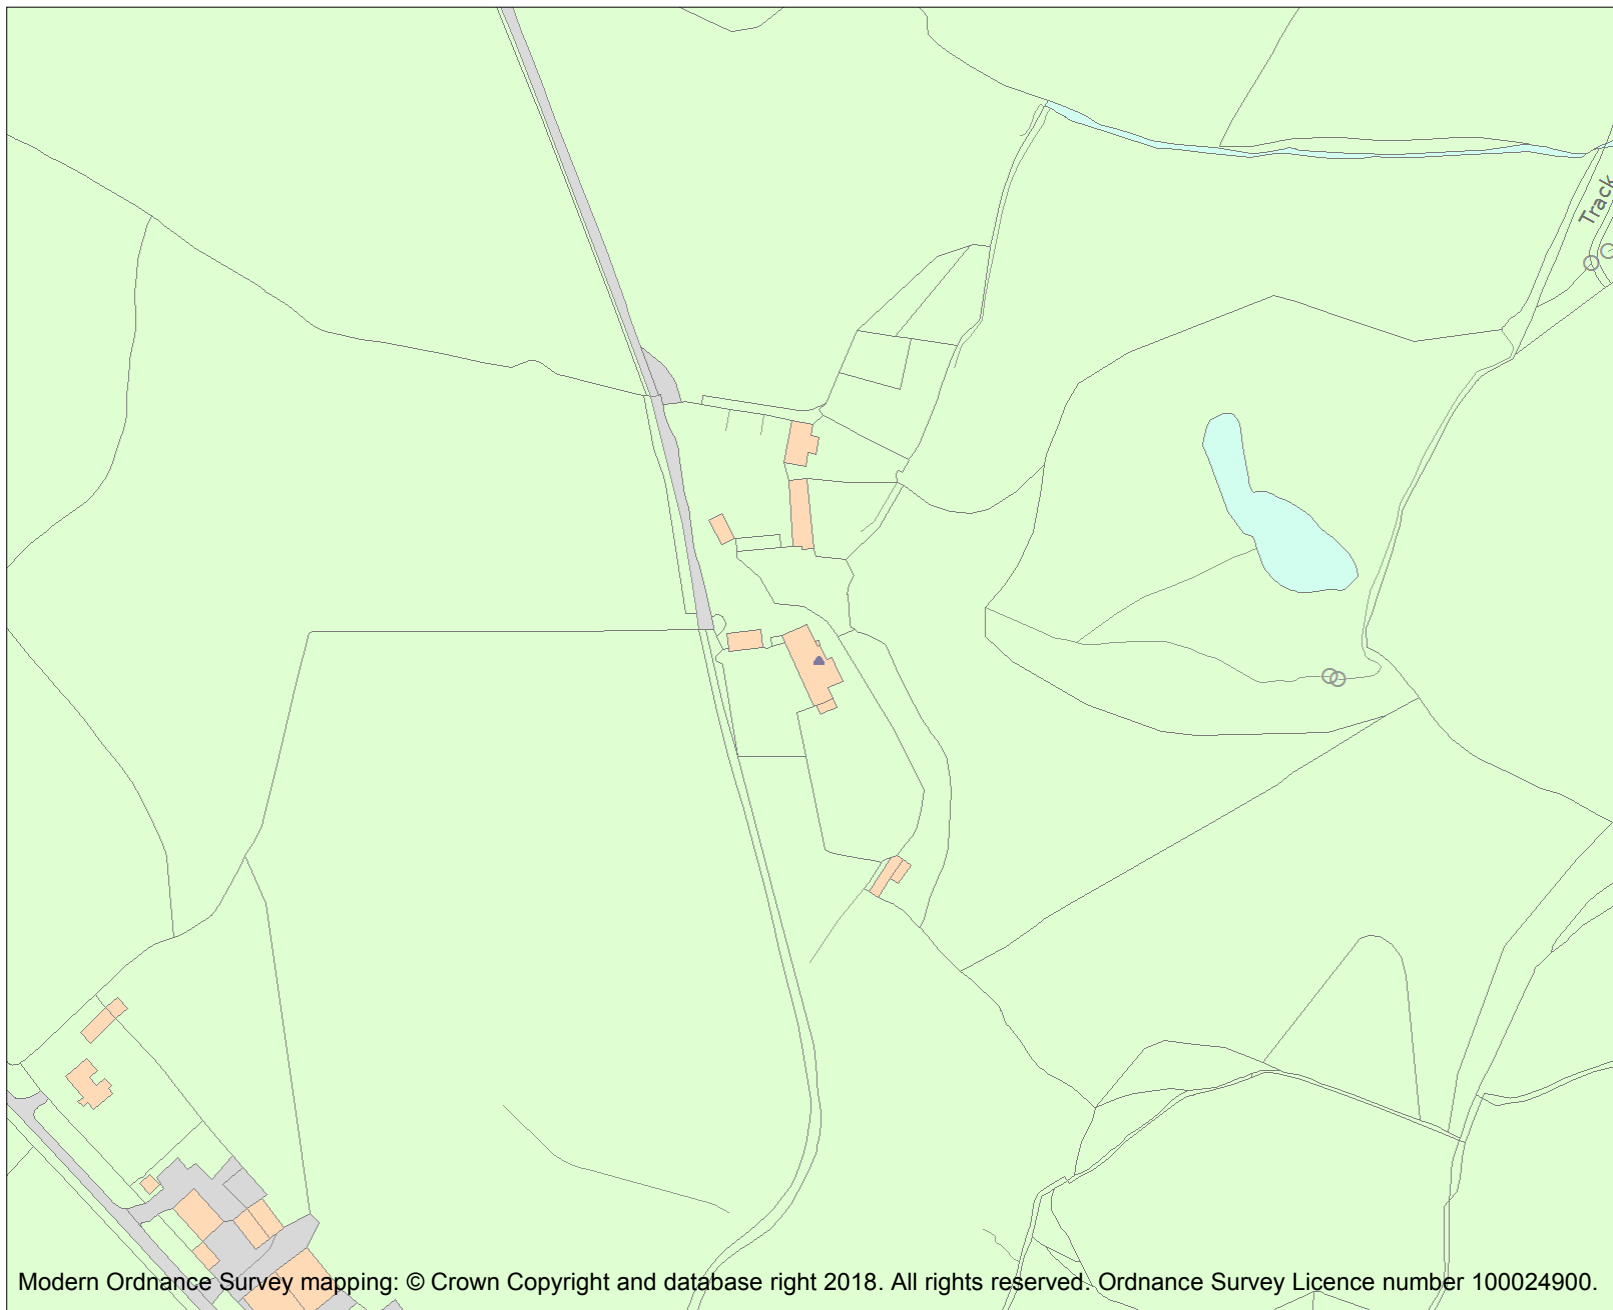 Track
Modern Ordnance Survey mapping: © Crown Copyright and database right 2018. All rights reserved. Ordnance Survey Licence number 100024900.